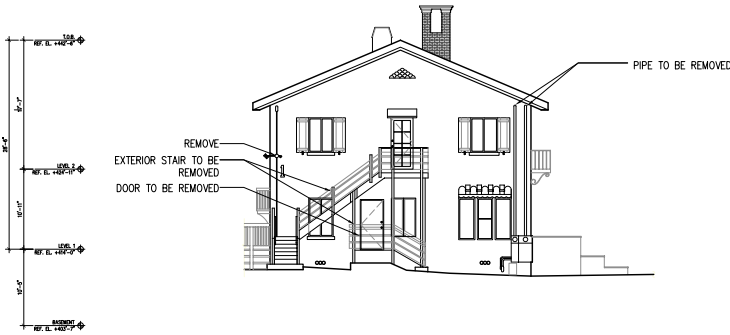 T.O.R.
REF. EL. +442'-6"
PIPE TO BE REMOVED
17'-7"
28'-6"
REMOVE
EXTERIOR STAIR TO BE
REMOVED
LEVEL 2
REF. EL. +424'-11"
DOOR TO BE REMOVED
10'-11"
LEVEL 1
REF. EL. +414'-0"
10'-5"
BASEMENT
REF. EL. +403'-7"